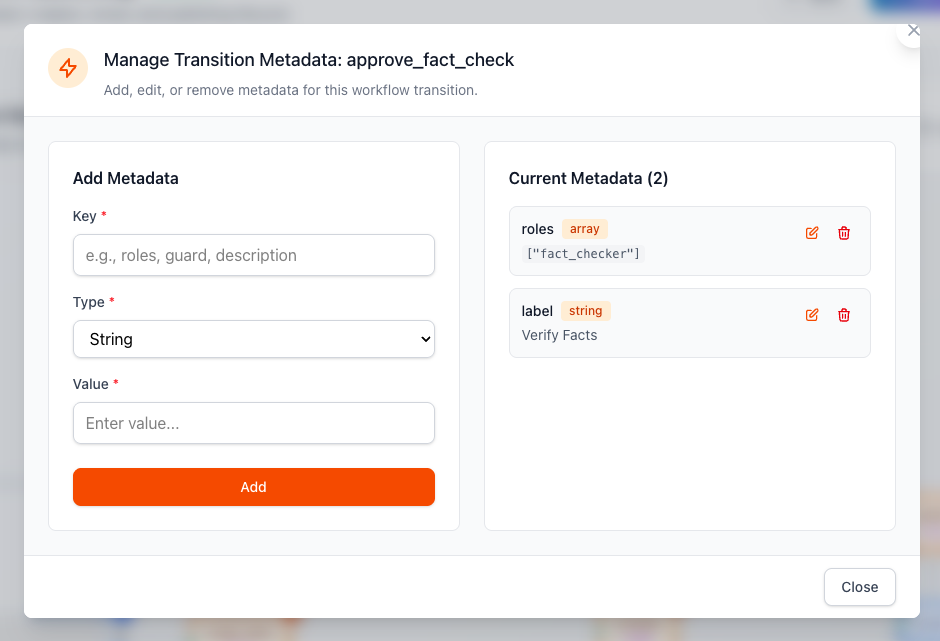 Manage Transition Metadata: approve_fact_check
Add, edit, or remove metadata for this workflow transition.
Add Metadata
Key *
e.g., roles, guard, description
Type *
String
Value *
Enter value...
Add
Current Metadata (2)
roles array
["fact_checker"]
label string
Verify Facts
Close